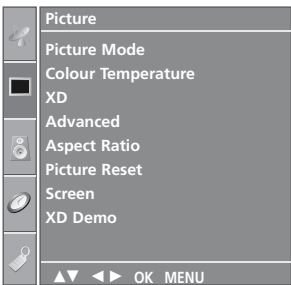 Picture
Picture Mode
Colour Temperature
XD
Advanced
Aspect Ratio
Picture Reset
Screen
XD Demo
▲▼ ◄► OK MENU